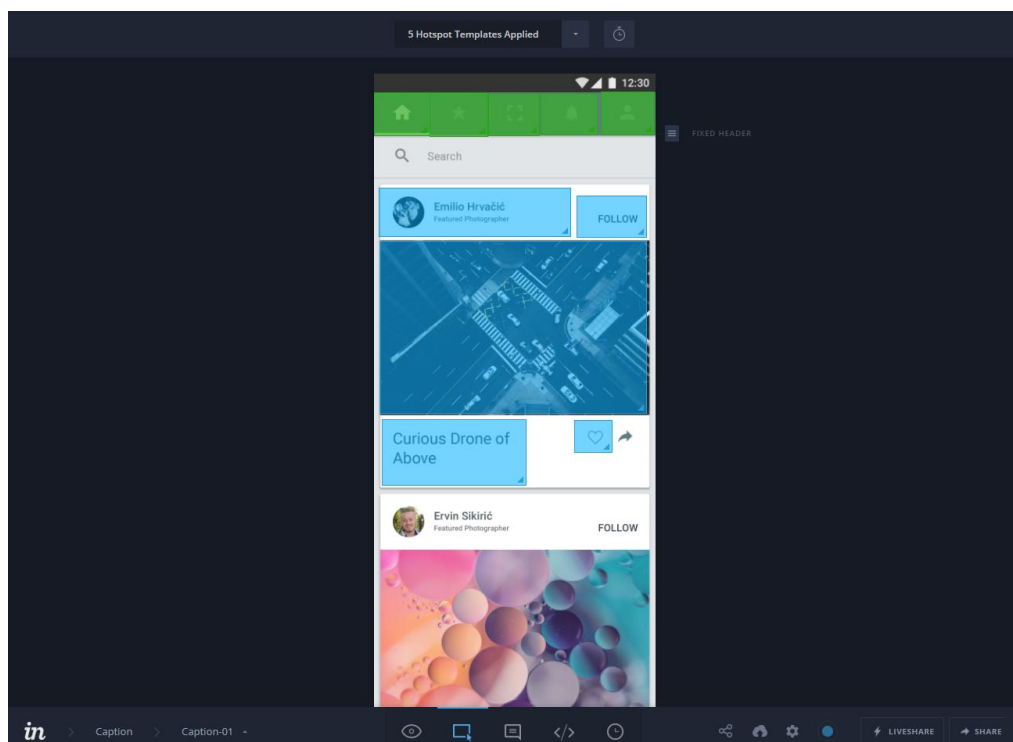 5 Hotspot Templates Applied
12:30
FIXED HEADER
Search
Emilio Hrvačić
Featured Photographer
FOLLOW
Curious Drone of
Above
Ervin Sikirić
Featured Photographer
FOLLOW
in > Caption > Caption-01
</> LIVESHARE SHARE